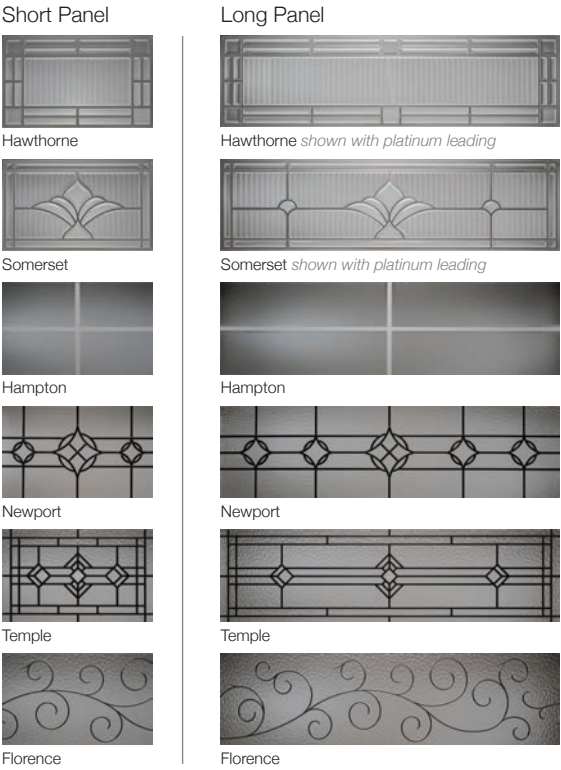 Short Panel
Hawthorne
Somerset
Hampton
Newport
Temple
Florence
Long Panel
Hawthorne shown with platinum leading
Somerset shown with platinum leading
Hampton
Newport
Temple
Florence